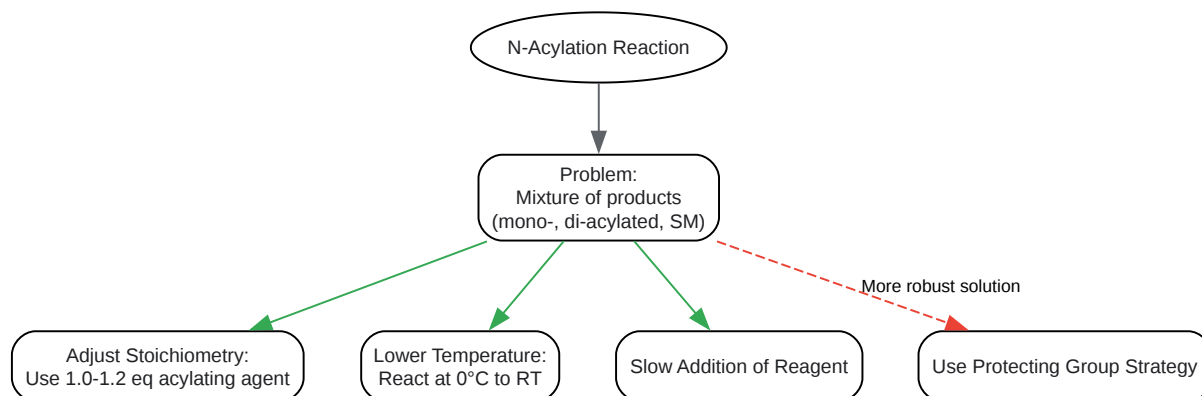 N-Acylation Reaction
Problem:
Mixture of products
(mono-, di-acylated, SM)
More robust solution
Adjust Stoichiometry:
Use 1.0-1.2 eq acylating agent
Lower Temperature:
React at 0°C to RT
Slow Addition of Reagent
Use Protecting Group Strategy